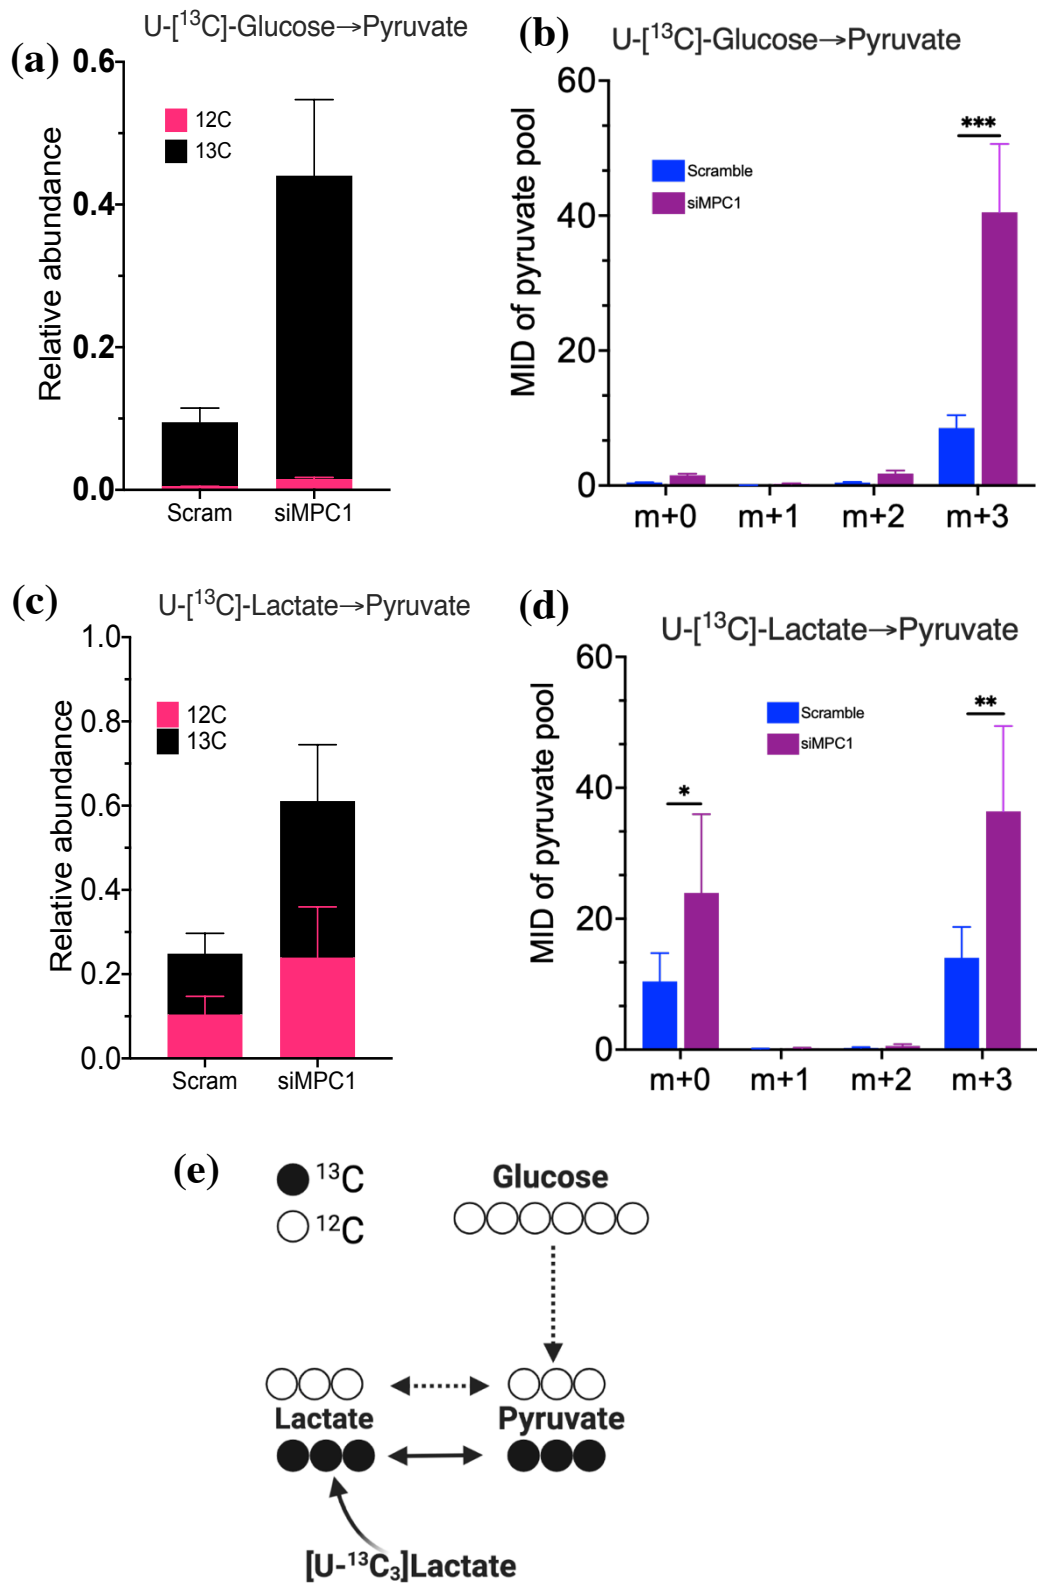 (a)
U-[¹³C]-Glucose→Pyruvate
Relative abundance
0.6
0.4
0.2
0.0
12C
13C
Scram siMPC1
(b)
U-[¹³C]-Glucose→Pyruvate
MID of pyruvate pool
60
40
20
0
Scramble
siMPC1
***
m+0 m+1 m+2 m+3
(c)
U-[¹³C]-Lactate→Pyruvate
Relative abundance
1.0
0.8
0.6
0.4
0.2
0.0
12C
13C
Scram siMPC1
(d)
U-[¹³C]-Lactate→Pyruvate
MID of pyruvate pool
60
40
20
0
Scramble
siMPC1
*
**
m+0 m+1 m+2 m+3
(e)
¹³C
¹²C
Glucose
Lactate
Pyruvate
[U-¹³C₃]Lactate